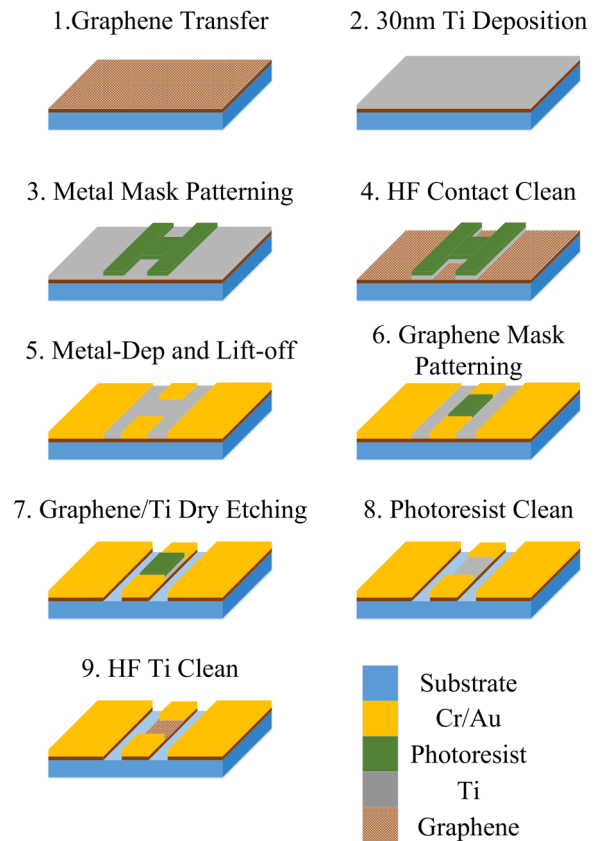 1.Graphene Transfer
2. 30nm Ti Deposition
3. Metal Mask Patterning
4. HF Contact Clean
5. Metal-Dep and Lift-off
6. Graphene Mask
Patterning
7. Graphene/Ti Dry Etching
8. Photoresist Clean
9. HF Ti Clean
Substrate
Cr/Au
Photoresist
Ti
Graphene